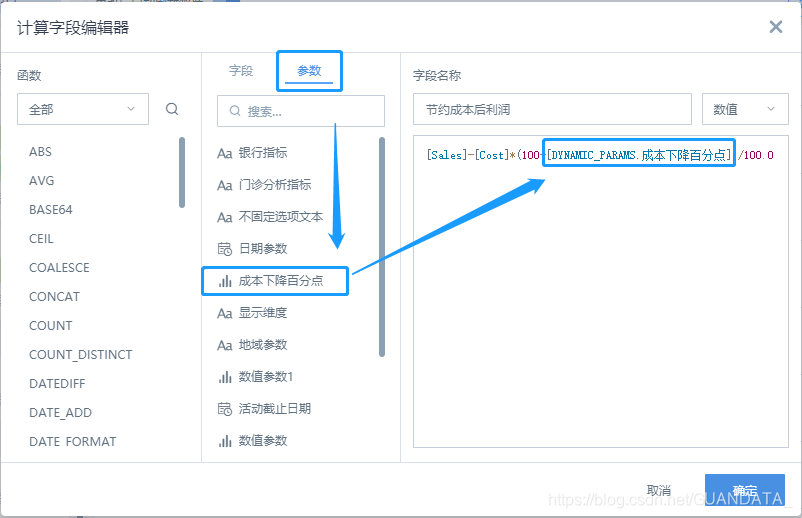 计算字段编辑器
函数
全部
ABS
AVG
BASE64
CEIL
COALESCE
CONCAT
COUNT
COUNT_DISTINCT
DATEDIFF
DATE_ADD
DATE_FORMAT
字段 参数
搜索...
Aa 银行指标
Aa 门诊分析指标
Aa 不固定选项文本
日期参数
成本下降百分点
Aa 显示维度
Aa 地域参数
数值参数1
活动截止日期
数值参数
字段名称
节约成本后利润 数值
[Sales]-[Cost]*(100-[DYNAMIC_PARAMS.成本下降百分点] /100.0
取消 确定
https://blog.csdn.net/GUANDATA_